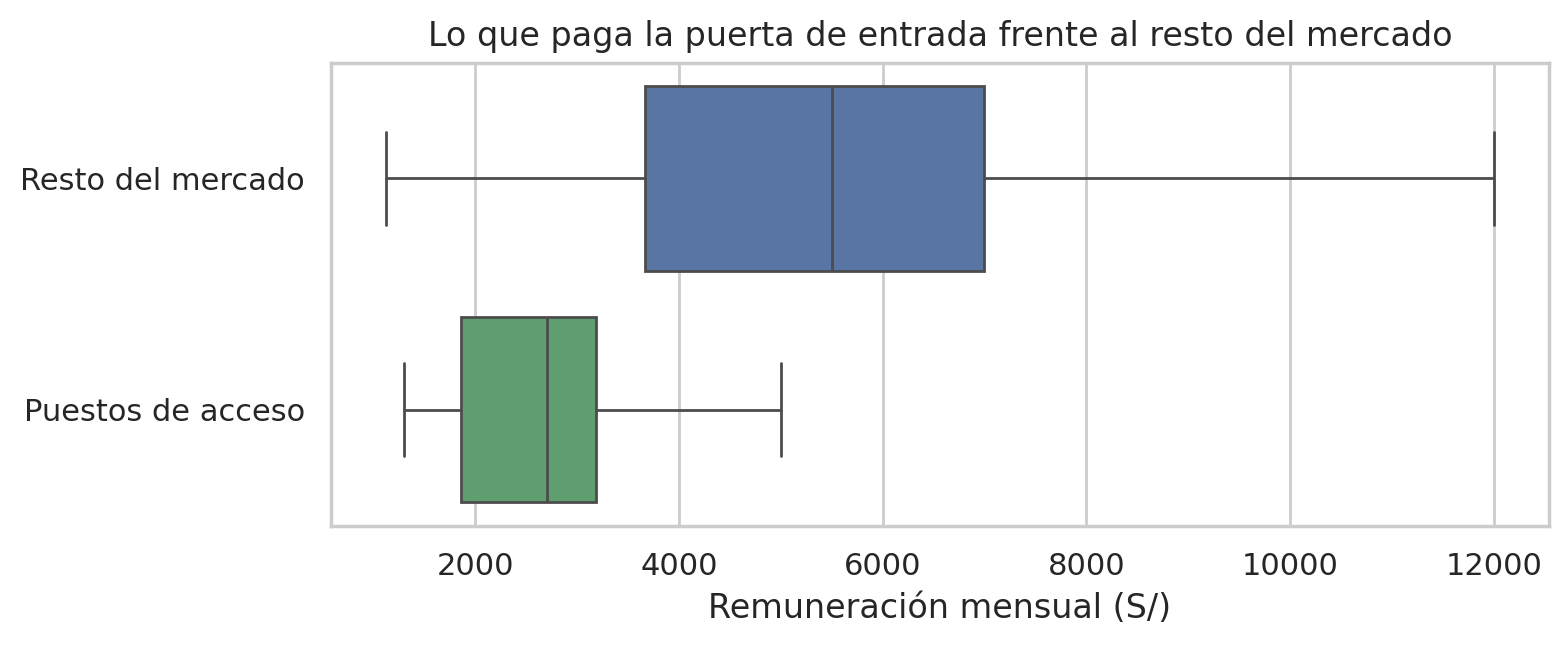 Lo que paga la puerta de entrada frente al resto del mercado
Resto del mercado
Puestos de acceso
2000 4000 6000 8000 10000 12000
Remuneración mensual (S/)